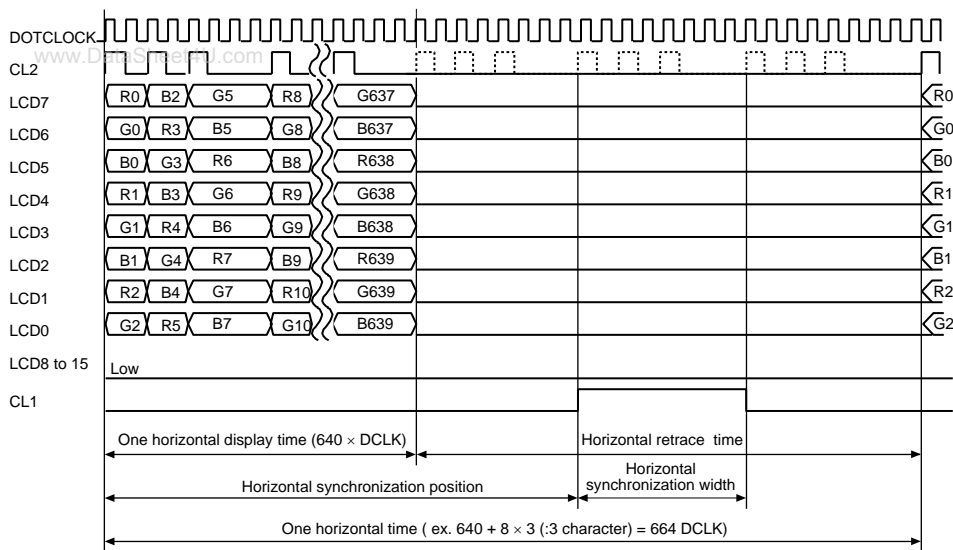 DOTCLOCK
www.DataSheet4U.com
CL2
LCD7 R0 B2 G5 R8 G637 R0
LCD6 G0 R3 B5 G8 B637 G0
LCD5 B0 G3 R6 B8 R638 B0
LCD4 R1 B3 G6 R9 G638 R1
LCD3 G1 R4 B6 G9 B638 G1
LCD2 B1 G4 R7 B9 R639 B1
LCD1 R2 B4 G7 R10 G639 R2
LCD0 G2 R5 B7 G10 B639 G2
LCD8 to 15 Low
CL1
One horizontal display time (640 × DCLK) Horizontal retrace time
Horizontal synchronization position
Horizontal
synchronization width
One horizontal time ( ex. 640 + 8 × 3 (:3 character) = 664 DCLK)